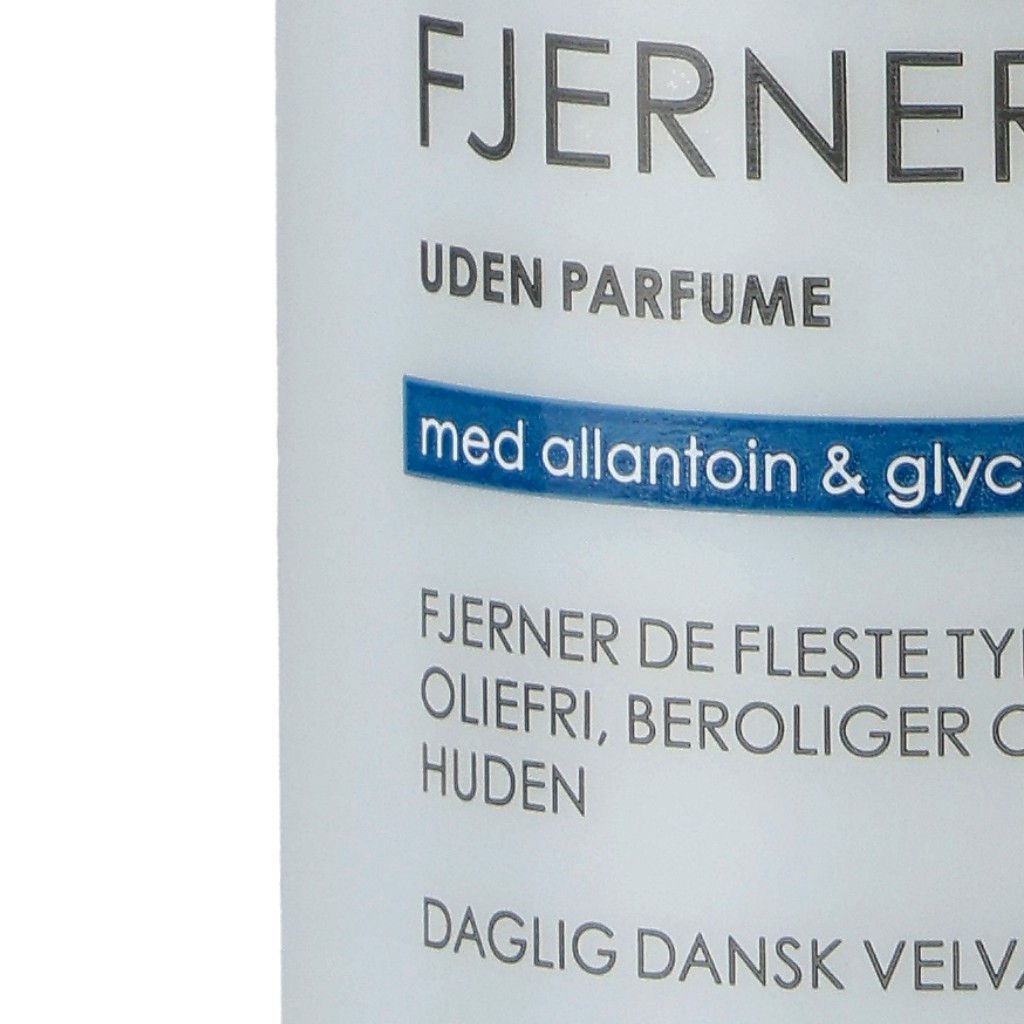 FJERNER
UDEN PARFUME
med allantoin & glyc
FJERNER DE FLESTE TY
OLIEFRI, BEROLIGER
HUDEN
DAGLIG DANSK VELV